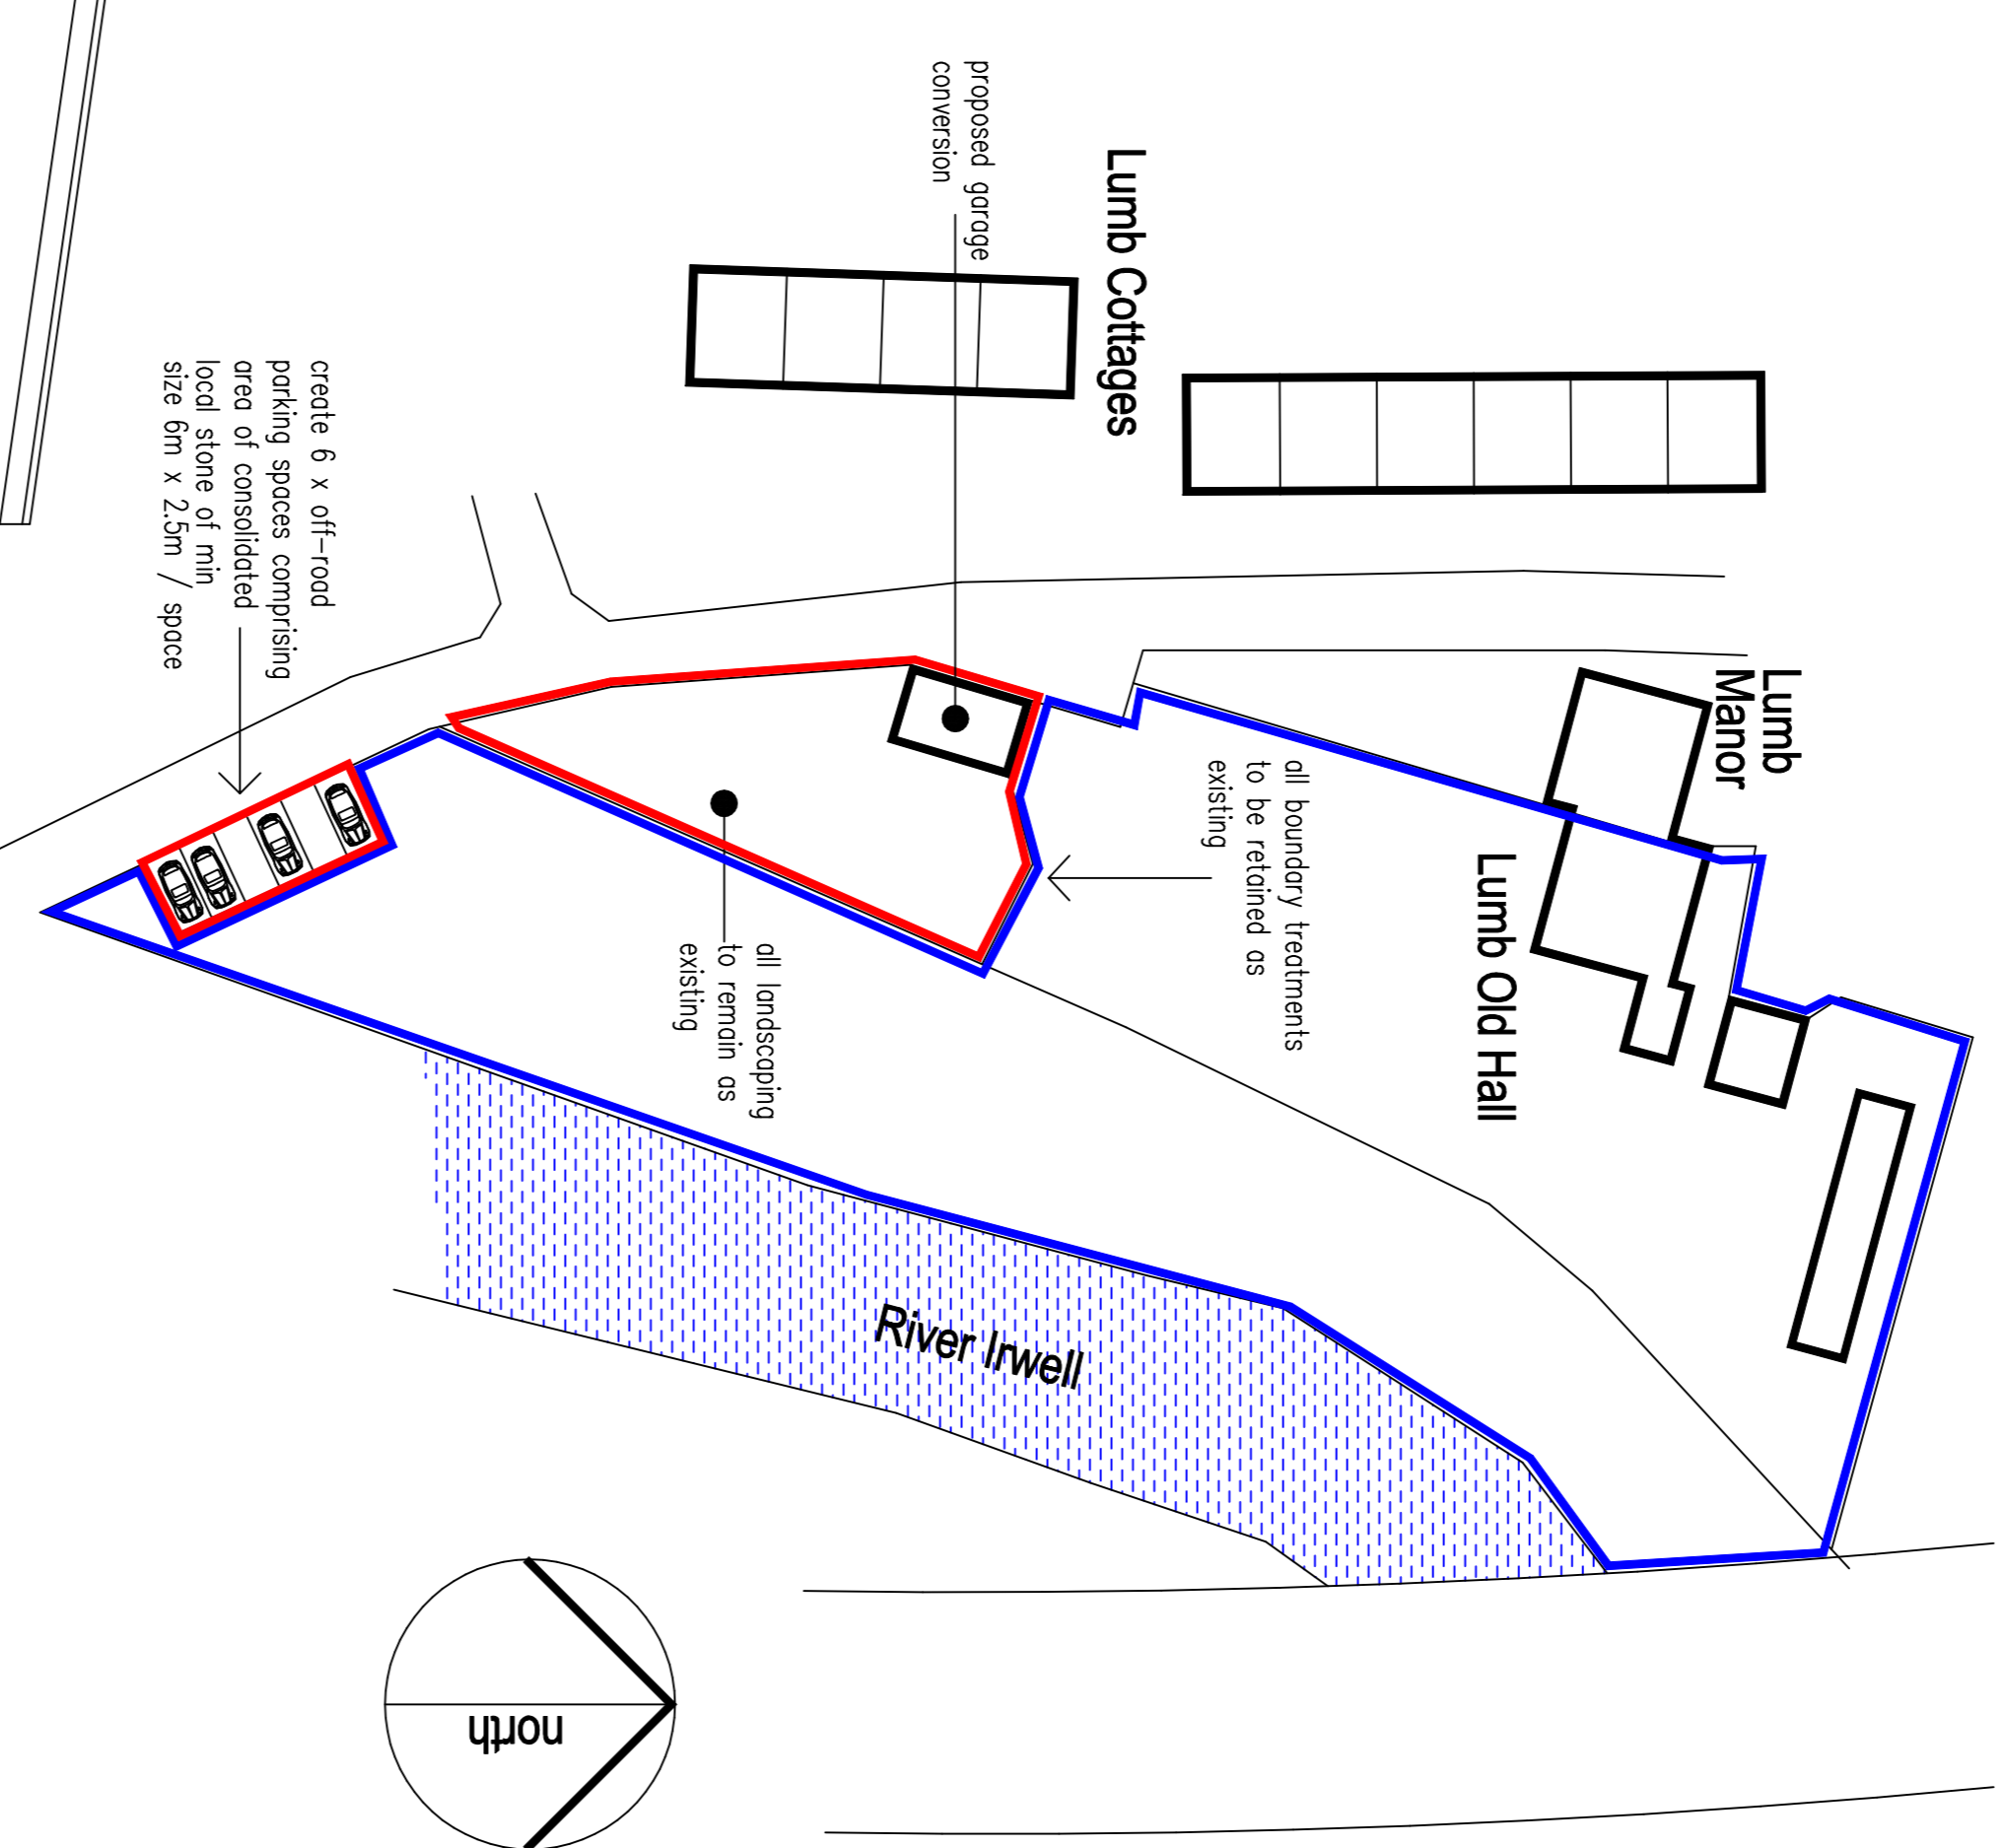 Lumb Cottages
proposed garage
conversion
Lumb
Manor
Lumb Old Hall
all boundary treatments
to be retained as
existing
all landscaping
to remain as
existing
create 6 x off-road
parking spaces comprising
area of consolidated
local stone of min
size 6m x 2.5m / space
River Irwell
north